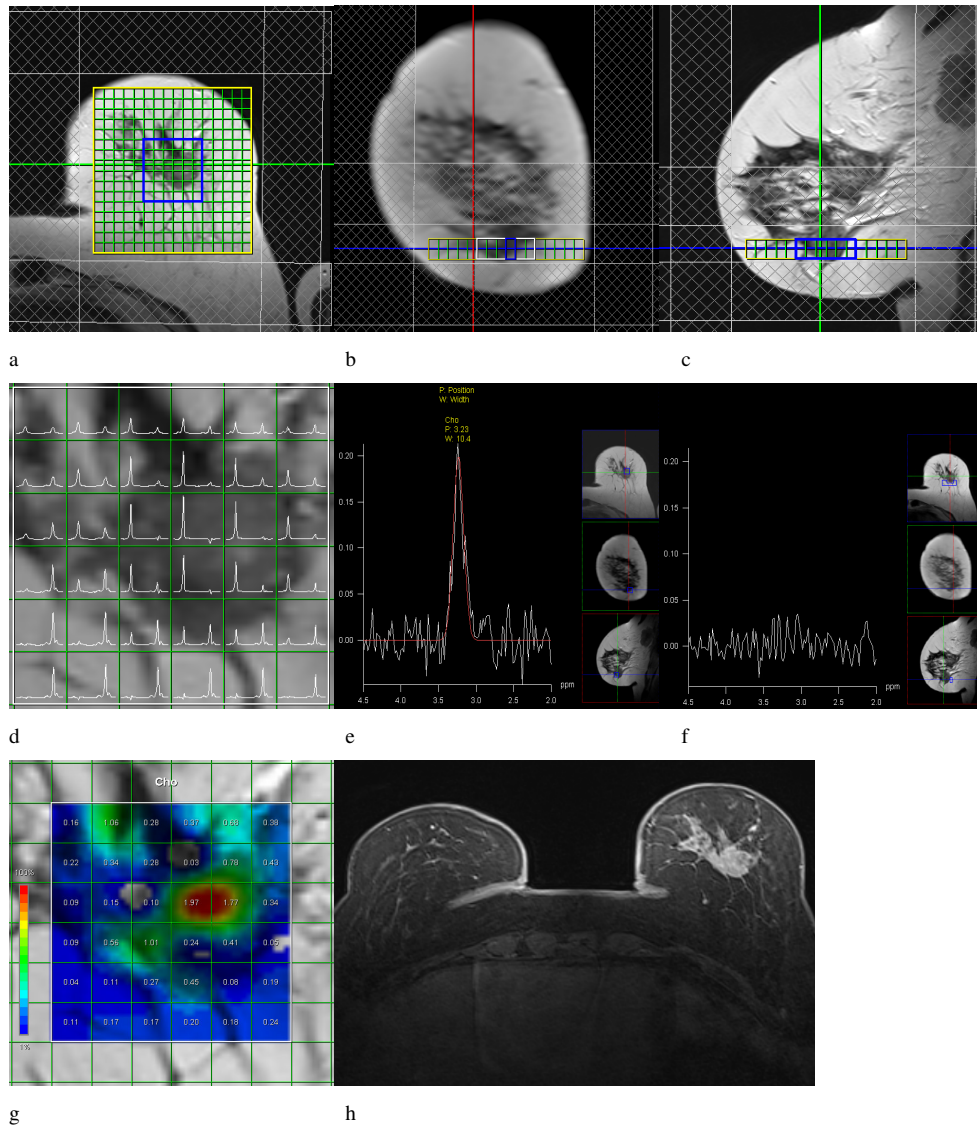 a
b
c
P: Position
W: Width
Cho
P: 3.23
W: 10.4
0.20
0.15
0.10
0.05
0.00
4.5 4.0 3.5 3.0 2.5 2.0
ppm
0.20
0.15
0.10
0.05
0.00
4.5 4.0 3.5 3.0 2.5 2.0
ppm
d
e
f
Cho
0.16 1.06 0.28 0.37 0.68 0.38
0.22 0.34 0.28 0.03 0.78 0.43
100%
0.09 0.15 0.10 1.97 1.77 0.34
0.09 0.56 1.01 0.24 0.41 0.05
0.04 0.11 0.27 0.45 0.08 0.19
0.11 0.17 0.17 0.20 0.18 0.24
1%
g
h